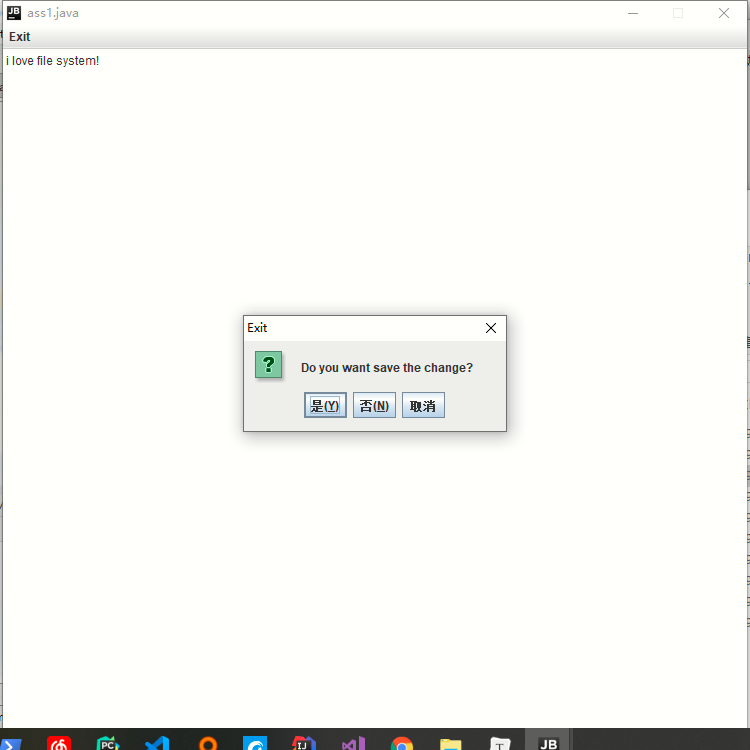 JB
ass1.java
Exit
i love file system!
Exit
?
Do you want save the change?
是(Y) 否(N) 取消
PC IJ T JB